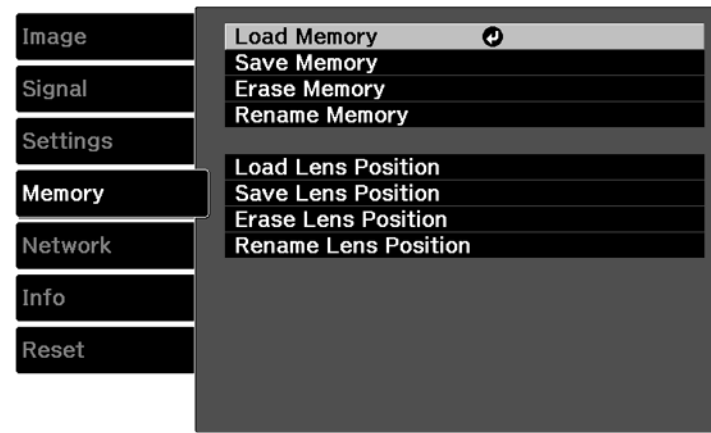 Image
Signal
Settings
Memory
Network
Info
Reset
Load Memory
Save Memory
Erase Memory
Rename Memory
Load Lens Position
Save Lens Position
Erase Lens Position
Rename Lens Position